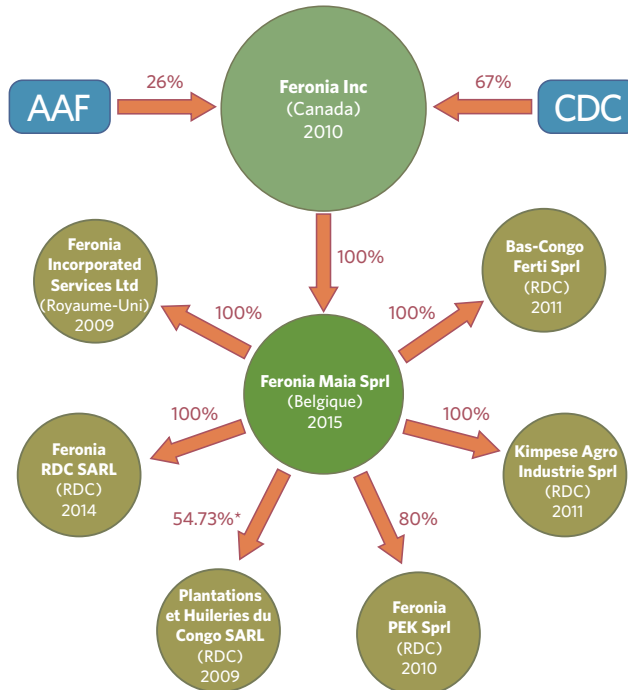 AAF
26%
Feronia Inc
(Canada)
2010
67%
CDC
100%
Feronia
Incorporated
Services Ltd
(Royaume-Uni)
2009
100%
Bas-Congo
Ferti Sprl
(RDC)
2011
100%
Feronia Maia Sprl
(Belgique)
2015
100%
Feronia
RDC SARL
(RDC)
2014
100%
Kimpese Agro
Industrie Sprl
(RDC)
2011
54.73%*
Plantations
et Huileries du
Congo SARL
(RDC)
2009
80%
Feronia
PEK Sprl
(RDC)
2010